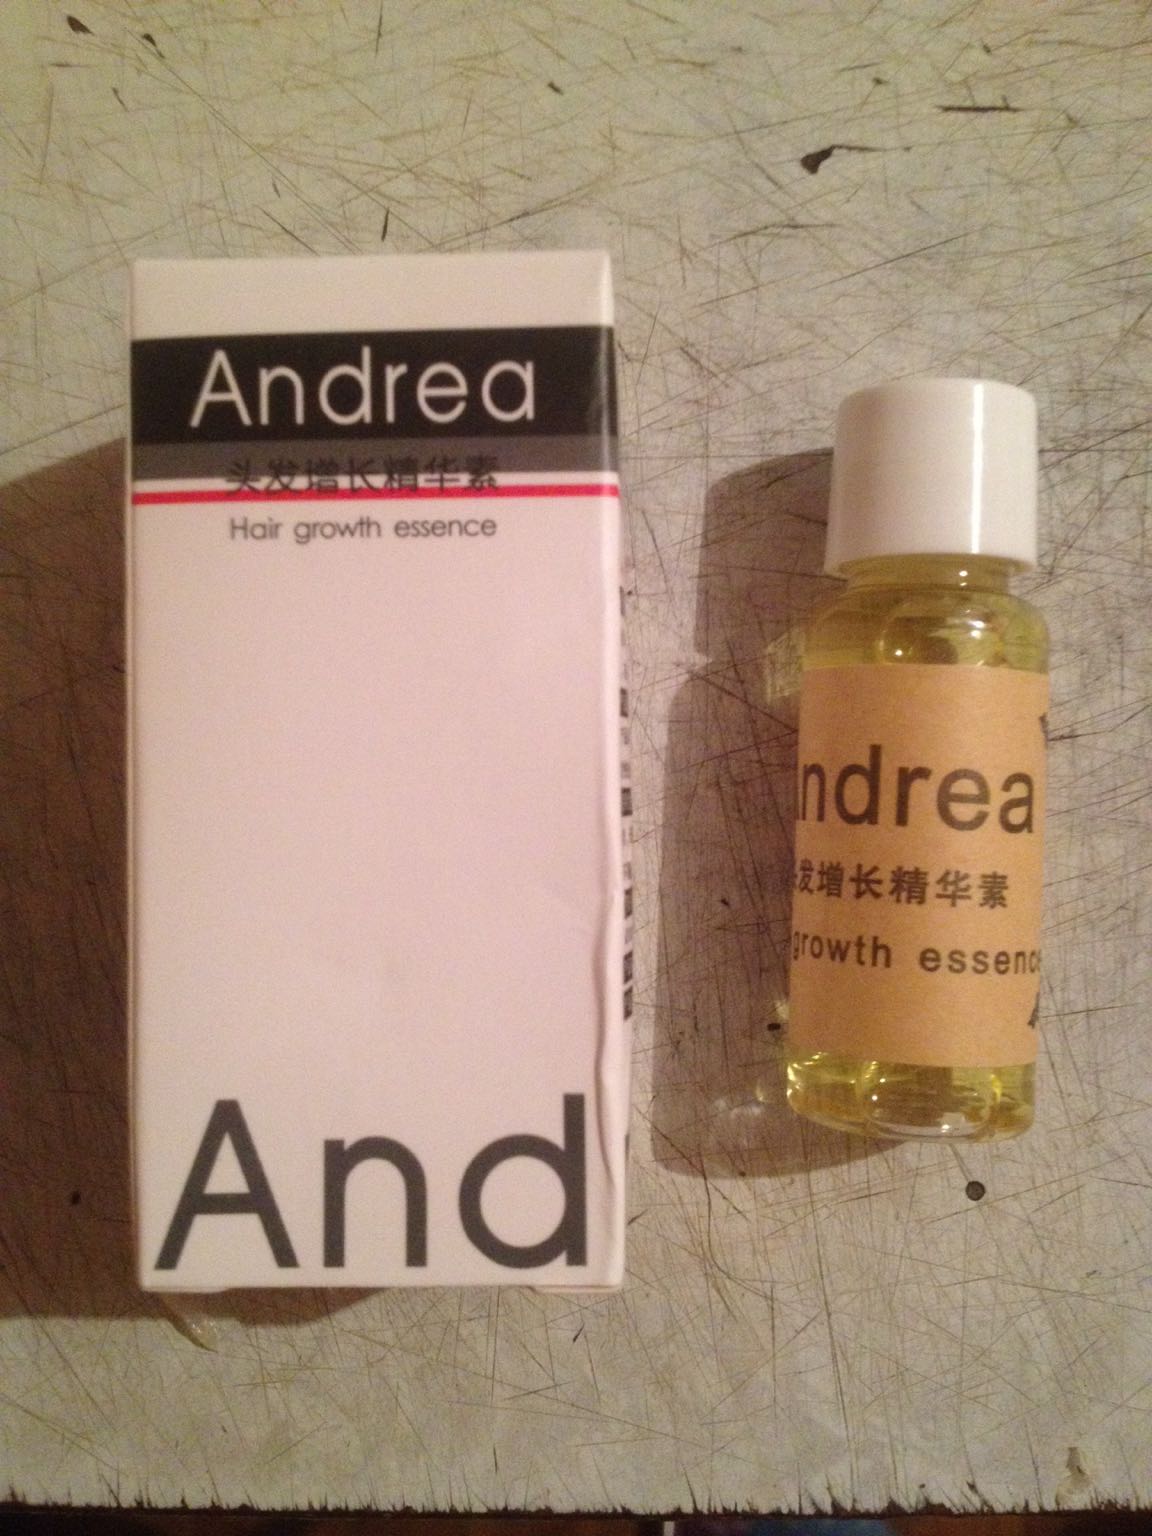 Andrea
头发增长精华素
Hair growth essence
And
ndrea
发增长精华素
growth essence